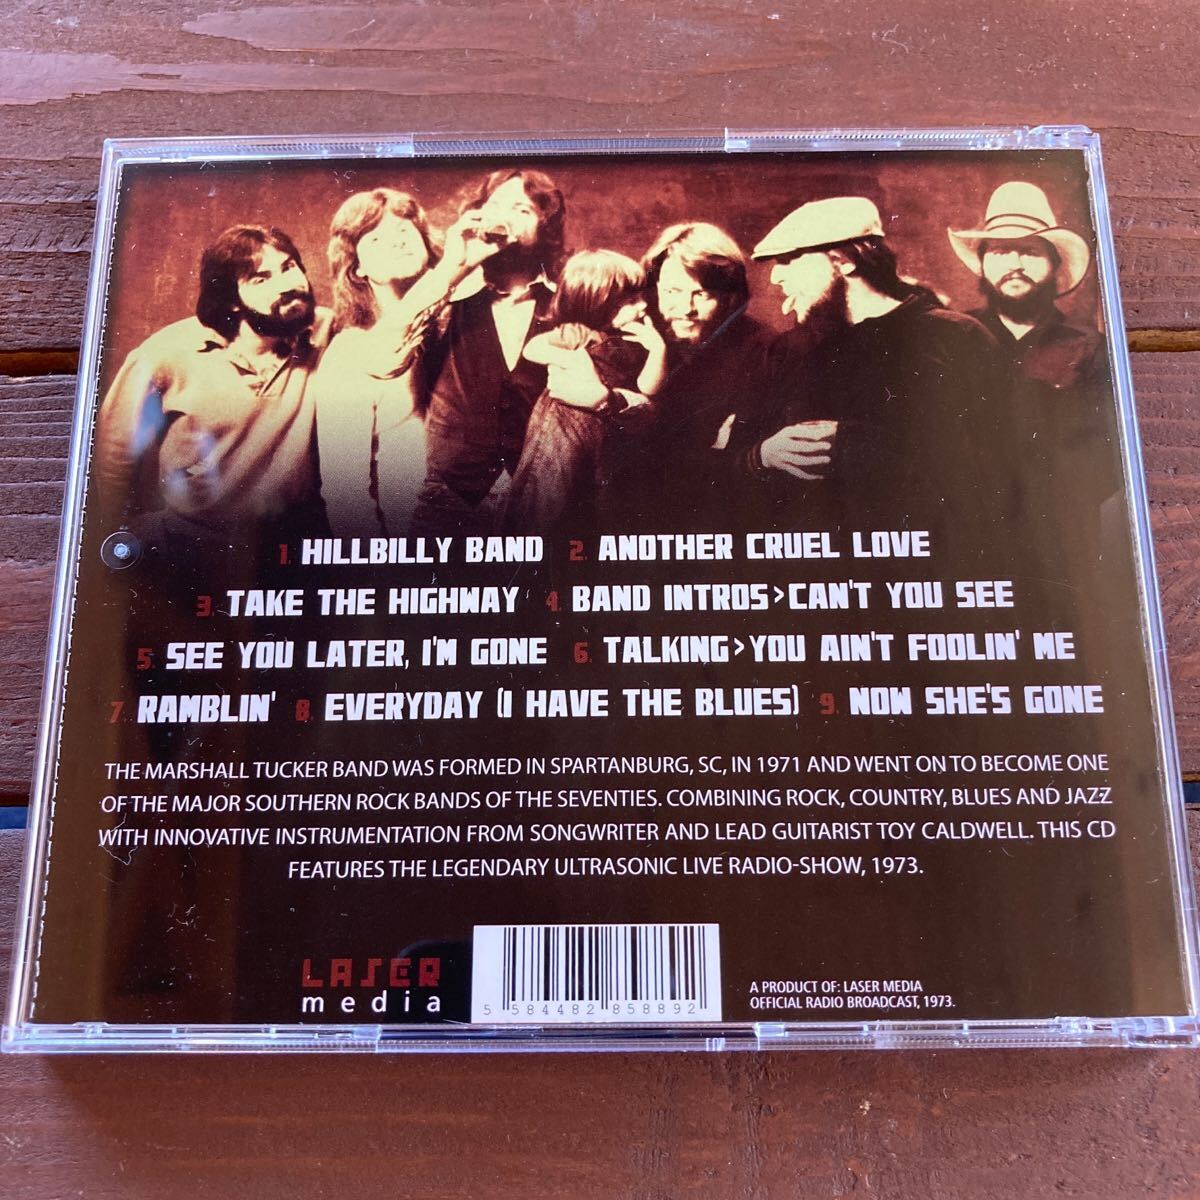 1. HILLBILLY BAND 2. ANOTHER CRUEL LOVE
3. TAKE THE HIGHWAY 4. BAND INTROS>CAN'T YOU SEE
5. SEE YOU LATER, I'M GONE 6. TALKING>YOU AIN'T FOOLIN' ME
7. RAMBLIN' 8. EVERYDAY (I HAVE THE BLUES) 9. NOW SHE'S GONE
THE MARSHALL TUCKER BAND WAS FORMED IN SPARTANBURG, SC, IN 1971 AND WENT ON TO BECOME ONE
OF THE MAJOR SOUTHERN ROCK BANDS OF THE SEVENTIES. COMBINING ROCK, COUNTRY, BLUES AND JAZZ
WITH INNOVATIVE INSTRUMENTATION FROM SONGWRITER AND LEAD GUITARIST TOY CALDWELL. THIS CD
FEATURES THE LEGENDARY ULTRASONIC LIVE RADIO-SHOW, 1973.
LASER
media
5 584482 858892
A PRODUCT OF: LASER MEDIA
OFFICIAL RADIO BROADCAST, 1973.